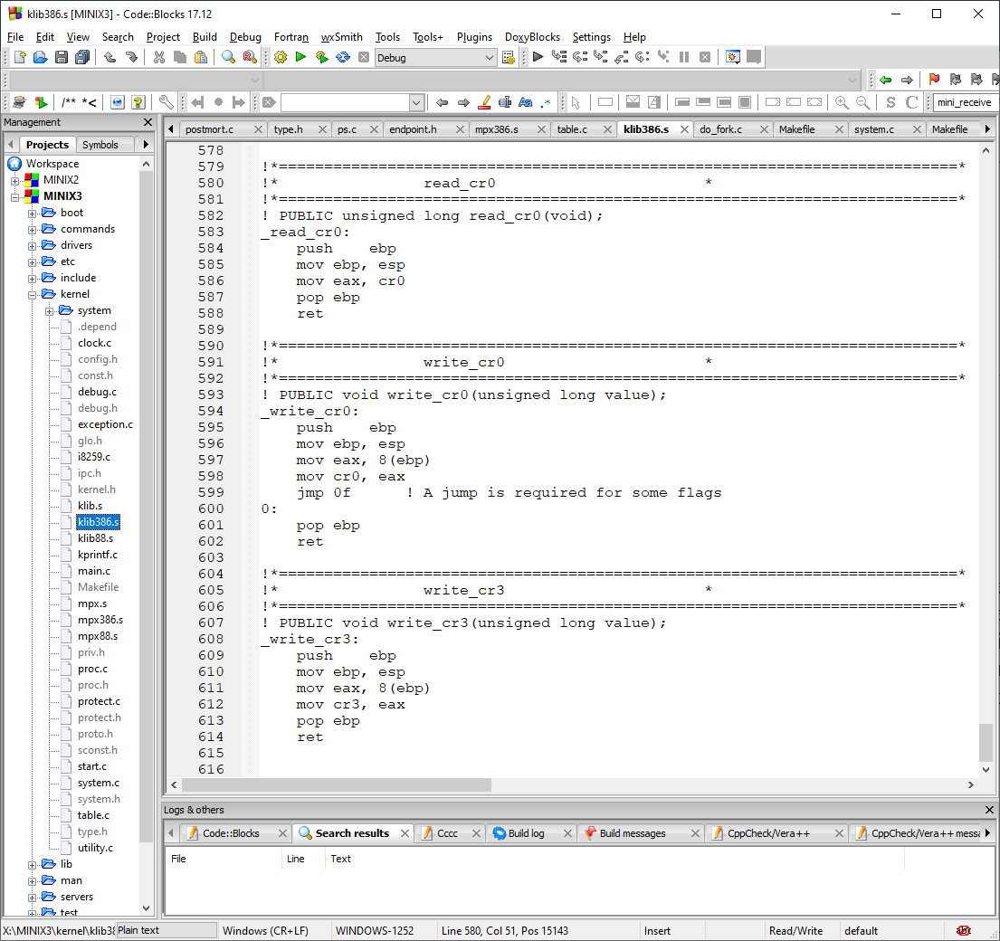 klib386.s [MINIX3] - Code::Blocks 17.12
File Edit View Search Project Build Debug Fortran wxSmith Tools Tools+ Plugins DoxyBlocks Settings Help
Debug
/** *<
mini_receive
Management
Projects Symbols
postmort.c type.h ps.c endpoint.h mpx386.s table.c klib386.s do_fork.c Makefile system.c Makefile
Workspace
MINIX2
MINIX3
boot
commands
drivers
etc
include
kernel
system
.depend
clock.c
config.h
const.h
debug.c
debug.h
exception.c
glo.h
i8259.c
ipc.h
kernel.h
klib.s
klib386.s
klib88.s
kprintf.c
main.c
Makefile
mpx.s
mpx386.s
mpx88.s
priv.h
proc.c
proc.h
protect.c
protect.h
proto.h
sconst.h
start.c
system.c
system.h
table.c
type.h
utility.c
lib
man
servers
test
578
579 !*===========================================================================*
580 !* read_cr0 *
581 !*===========================================================================*
582 ! PUBLIC unsigned long read_cr0(void);
583 _read_cr0:
584 push ebp
585 mov ebp, esp
586 mov eax, cr0
587 pop ebp
588 ret
589
590 !*===========================================================================*
591 !* write_cr0 *
592 !*===========================================================================*
593 ! PUBLIC void write_cr0(unsigned long value);
594 _write_cr0:
595 push ebp
596 mov ebp, esp
597 mov eax, 8(ebp)
598 mov cr0, eax
599 jmp 0f ! A jump is required for some flags
600 0:
601 pop ebp
602 ret
603
604 !*===========================================================================*
605 !* write_cr3 *
606 !*===========================================================================*
607 ! PUBLIC void write_cr3(unsigned long value);
608 _write_cr3:
609 push ebp
610 mov ebp, esp
611 mov eax, 8(ebp)
612 mov cr3, eax
613 pop ebp
614 ret
615
616
Logs & others
Code::Blocks Search results Cccc Build log Build messages CppCheck/Vera++ CppCheck/Vera++ messa
File Line Text
X:\MINIX3\kernel\klib38 Plain text Windows (CR+LF) WINDOWS-1252 Line 580, Col 51, Pos 15143 Insert Read/Write default